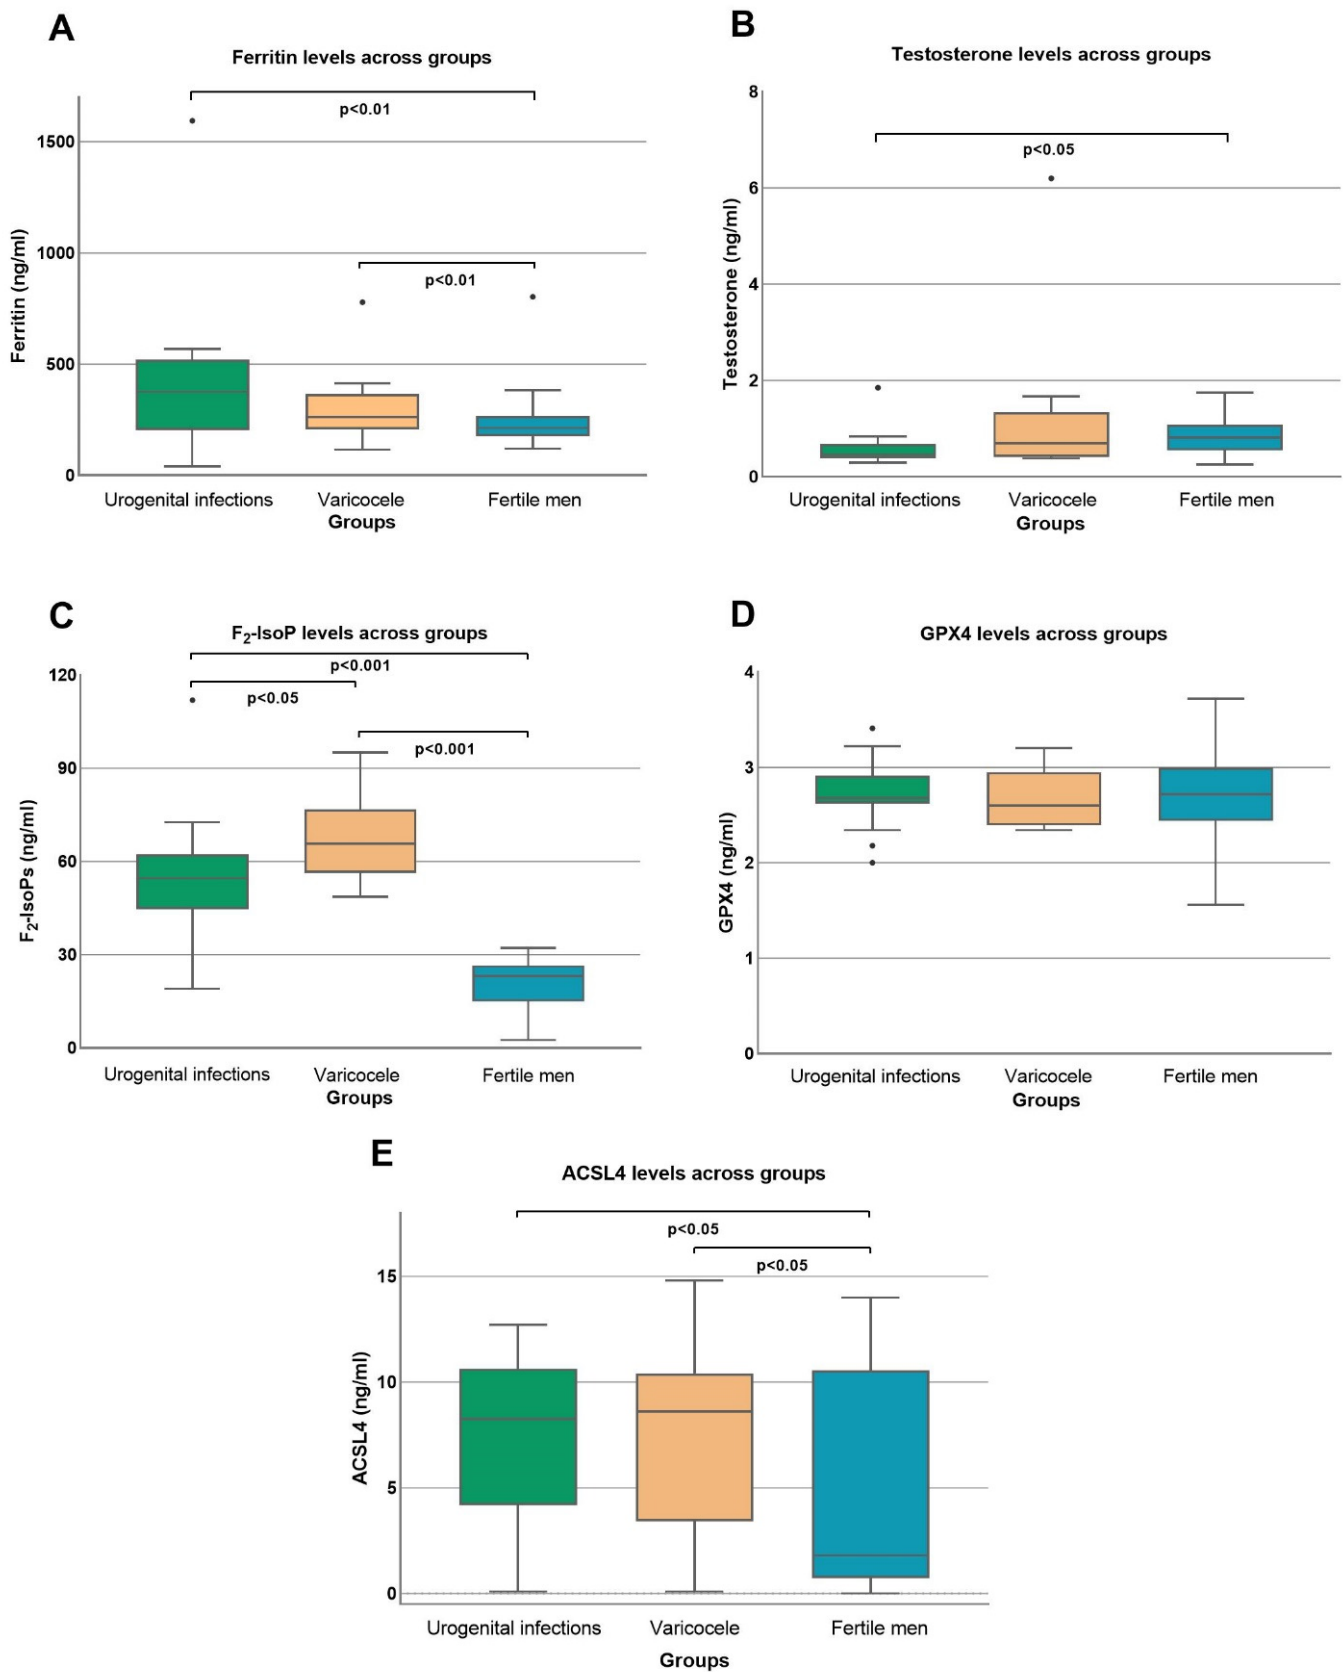 A
Ferritin levels across groups
p<0.01
1500
1000
p<0.01
500
0
Ferritin (ng/ml)
Urogenital infections
Varicocele
Fertile men
Groups
B
Testosterone levels across groups
8
p<0.05
6
4
2
0
Testosterone (ng/ml)
Urogenital infections
Varicocele
Fertile men
Groups
C
F₂-IsoP levels across groups
p<0.001
120
p<0.05
p<0.001
90
60
30
0
F₂-IsoPs (ng/ml)
Urogenital infections
Varicocele
Fertile men
Groups
D
GPX4 levels across groups
4
3
2
1
0
GPX4 (ng/ml)
Urogenital infections
Varicocele
Fertile men
Groups
E
ACSL4 levels across groups
p<0.05
p<0.05
15
10
5
0
ACSL4 (ng/ml)
Urogenital infections
Varicocele
Fertile men
Groups